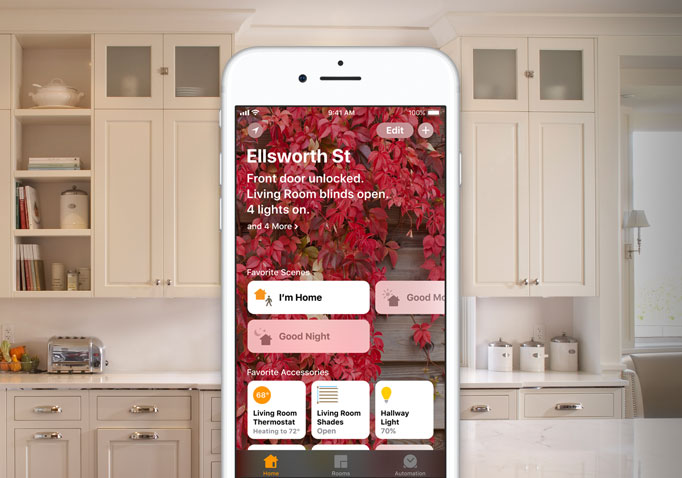 9:41 AM
100%
Edit
Ellsworth St
Front door unlocked.
Living Room blinds open.
4 lights on.
and 4 More >
Favorite Scenes
I'm Home
Good Mo
Good Night
Favorite Accessories
68°
Living Room
Thermostat
Heating to 72°
Living Room
Shades
Open
Hallway
Light
70%
Home
Rooms
Automation